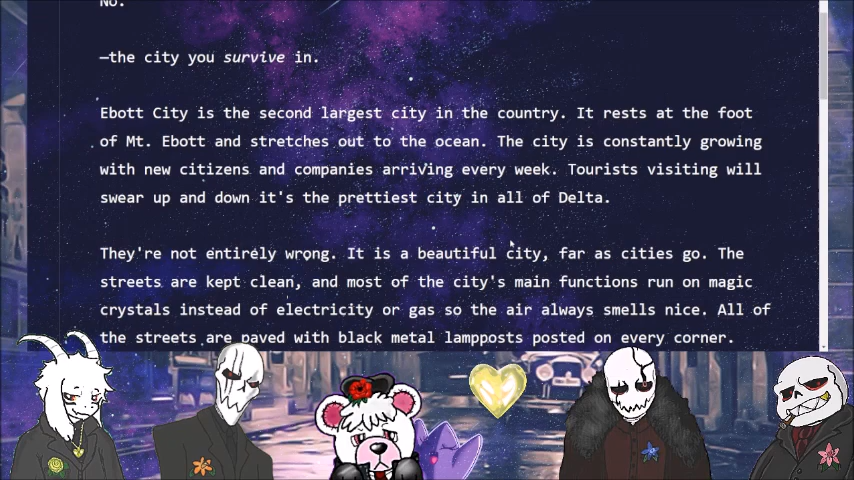 No.
—the city you survive in.
Ebott City is the second largest city in the country. It rests at the foot
of Mt. Ebott and stretches out to the ocean. The city is constantly growing
with new citizens and companies arriving every week. Tourists visiting will
swear up and down it's the prettiest city in all of Delta.
They're not entirely wrong. It is a beautiful city, far as cities go. The
streets are kept clean, and most of the city's main functions run on magic
crystals instead of electricity or gas so the air always smells nice. All of
the streets are paved with black metal lampposts posted on every corner.